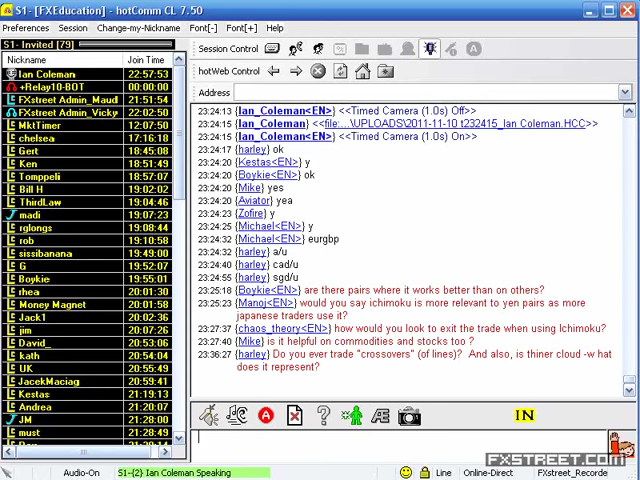 S1- [FXEducation] - hotComm CL 7.50
Preferences Session Change-my-Nickname Font[-] Font[+] Help
S1- Invited [79]
Nickname Join Time
Ian Coleman 22:57:53
+Relay10-BOT 00:00:00
FXstreet Admin_Maud 21:51:54
FXstreet Admin_Vicky 22:02:50
MktTimer 09:27:06
chelsea 17:16:18
Gert 18:45:08
Ken 18:51:49
Tomppeli 18:57:07
Bill H 19:02:02
ThirdLaw 19:04:46
madi 19:07:23
rglongs 19:08:44
rob 19:10:58
sissibanana 19:49:00
G 19:52:07
Boykie 19:55:01
rhea 20:01:30
Money Magnet 20:01:58
Jack1 20:06:32
jim 20:07:26
David_ 20:53:06
kath 20:54:04
UK 20:55:49
JacekMaciag 20:59:41
Kestas 21:19:13
Andrea 21:20:07
JM 21:28:00
must 21:28:49
Session Control
hotWeb Control
Address
23:24:13 {Ian_Coleman<EN>} <<Timed Camera (1.0s) Off>>
23:24:15 {Ian_Coleman<EN>} <<file:...\UPLOADS\2011-11-10 t232415_Ian Coleman.HCC>>
23:24:15 {Ian_Coleman<EN>} <<Timed Camera (1.0s) On>>
23:24:17 {harley} ok
23:24:20 {Kestas<EN>} y
23:24:20 {Boykie<EN>} ok
23:24:20 {Mike} yes
23:24:20 {Aviator} yea
23:24:20 {Zofire} y
23:24:25 {Michael<EN>} y
23:24:32 {Michael<EN>} eurgbp
23:24:32 {harley} a/u
23:24:40 {harley} cad/u
23:24:55 {harley} sgd/u
23:25:18 {Boykie<EN>} are there pairs where it works better than on others?
23:25:23 {Manoj<EN>} would you say ichimoku is more relevant to yen pairs as more
japanese traders use it?
23:27:37 {chaos_theory<EN>} how would you look to exit the trade when using Ichimoku?
23:27:40 {Mike} is it helpful on commodities and stocks too ?
23:36:27 {harley} Do you ever trade "crossovers" (of lines)? And also, is thiner cloud -w hat
does it represent?
IN
FXSTREET.COM
Audio-On S1-{2} Ian Coleman Speaking Line Online-Direct FXstreet_Recorde